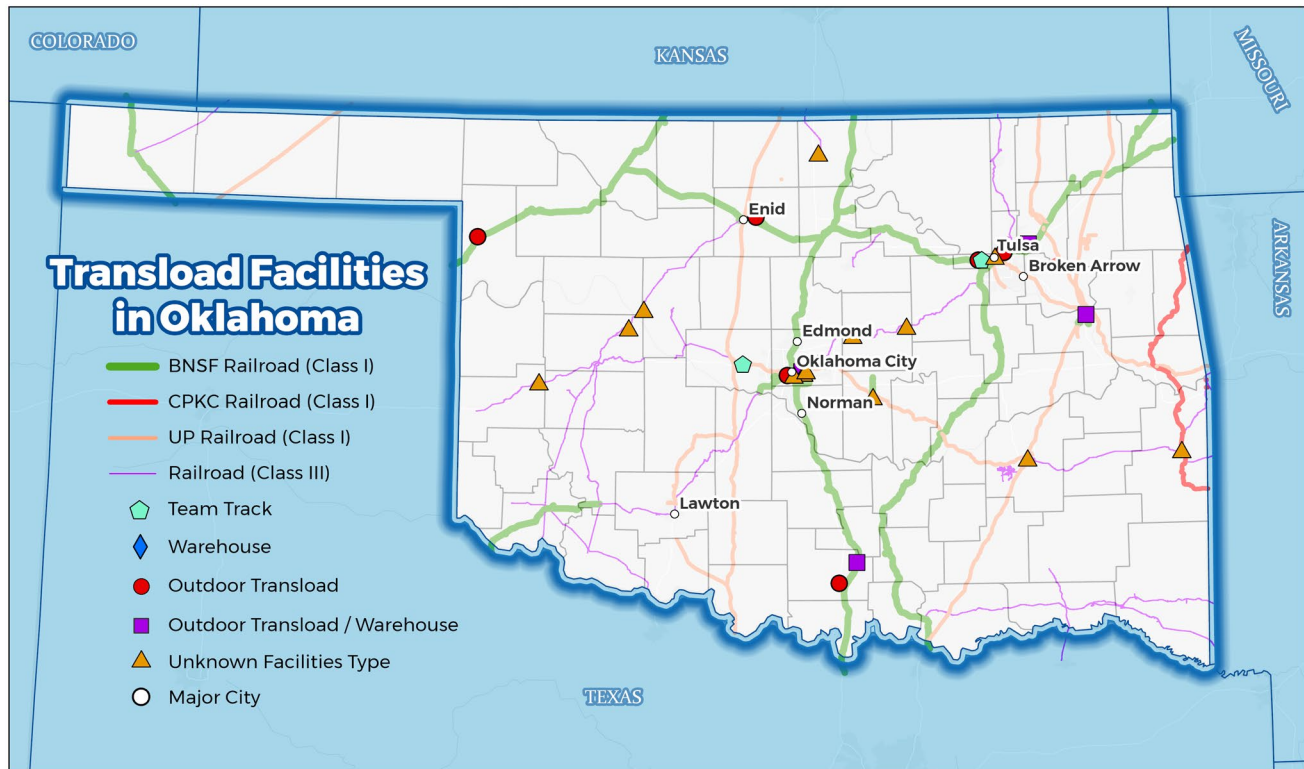 COLORADO
KANSAS
MISSOURI
ARKANSAS
TEXAS
Transload Facilities
in Oklahoma
BNSF Railroad (Class I)
CPKC Railroad (Class I)
UP Railroad (Class I)
Railroad (Class III)
Team Track
Warehouse
Outdoor Transload
Outdoor Transload / Warehouse
Unknown Facilities Type
Major City
Enid
Tulsa
Broken Arrow
Edmond
Oklahoma City
Norman
Lawton